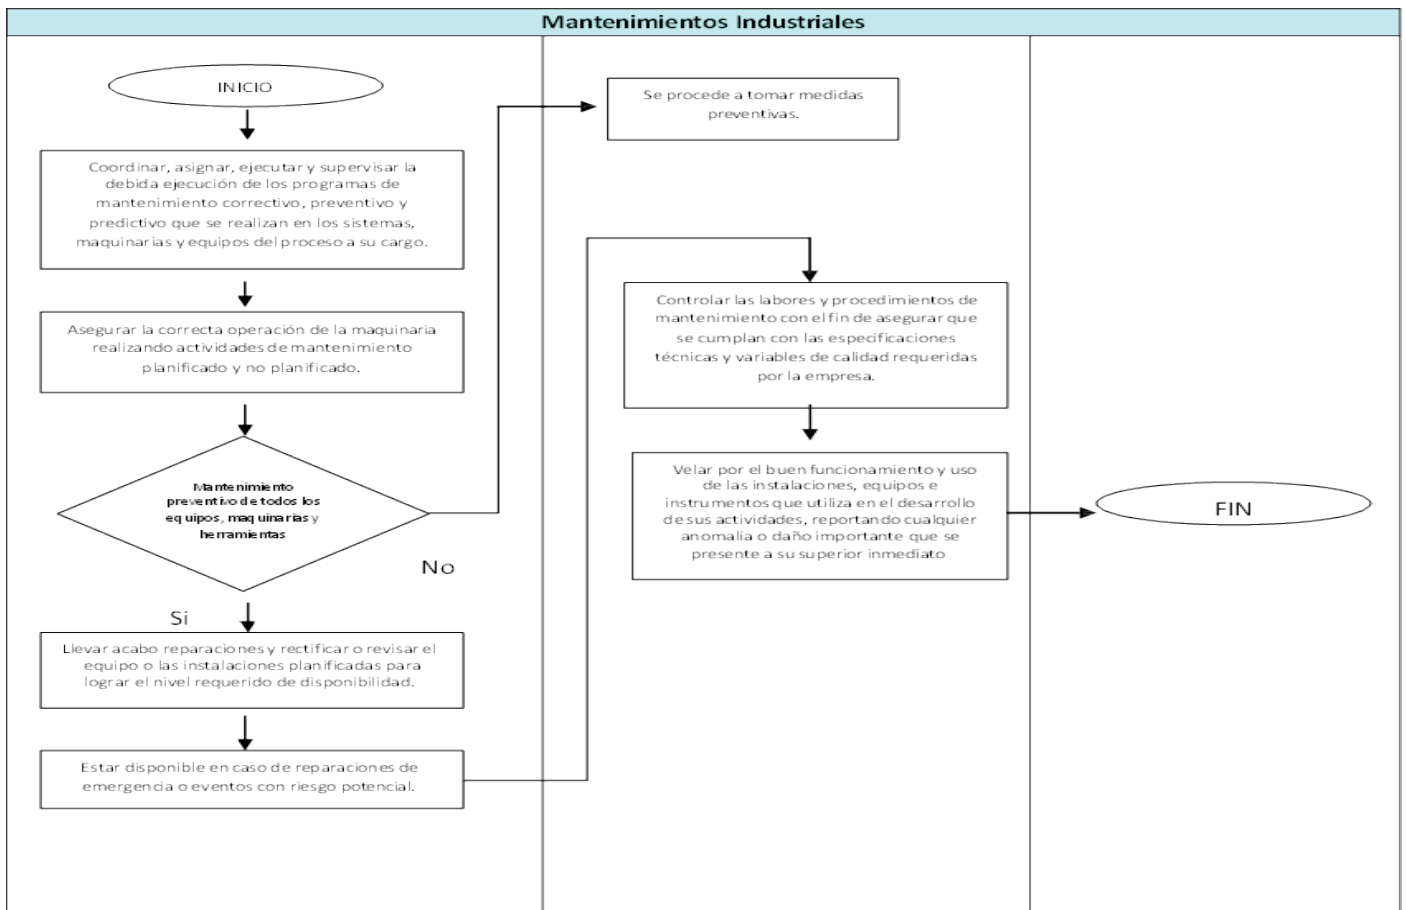 Mantenimientos Industriales
INICIO
Coordinar, asignar, ejecutar y supervisar la
debida ejecución de los programas de
mantenimiento correctivo, preventivo y
predictivo que se realizan en los sistemas,
maquinarias y equipos del proceso a su cargo.
Asegurar la correcta operación de la maquinaria
realizando actividades de mantenimiento
planificado y no planificado.
Mantenimiento
preventivo de todos los
equipos, maquinarias y
herramientas
No
Si
Llevar acabo reparaciones y rectificar o revisar el
equipo o las instalaciones planificadas para
lograr el nivel requerido de disponibilidad.
Estar disponible en caso de reparaciones de
emergencia o eventos con riesgo potencial.
Se procede a tomar medidas
preventivas.
Controlar las labores y procedimientos de
mantenimiento con el fin de asegurar que
se cumplan con las especificaciones
técnicas y variables de calidad requeridas
por la empresa.
Velar por el buen funcionamiento y uso
de las instalaciones, equipos e
instrumentos que utiliza en el desarrollo
de sus actividades, reportando cualquier
anomalía o daño importante que se
presente a su superior inmediato
FIN